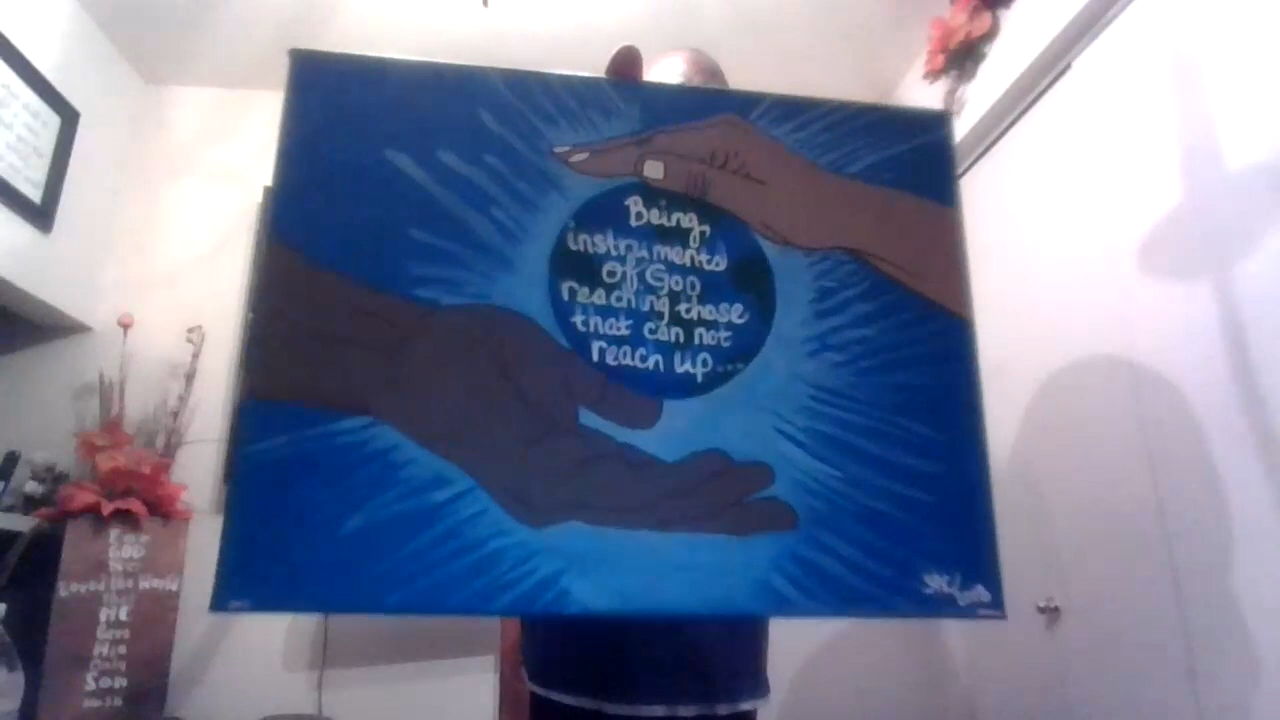 Being,
instruments
Of GOD
reaching those
that can not
reach up...
For
GOD
So
Loved the World
that
HE
Gave
His
Only
Son